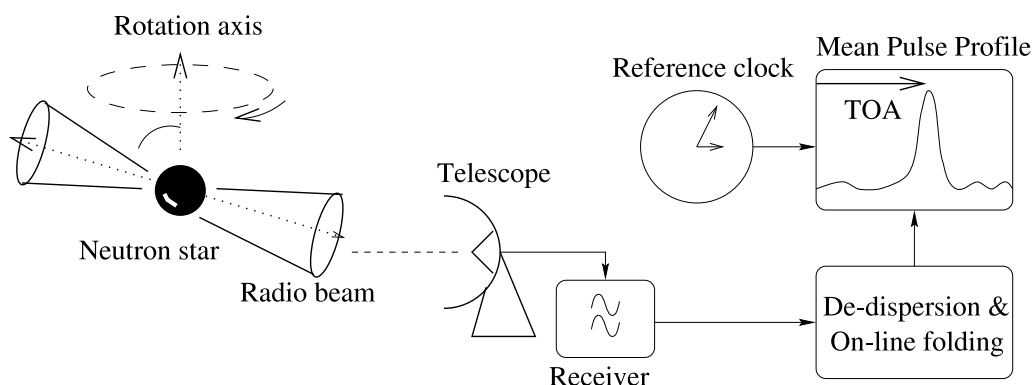 Rotation axis
Neutron star
Radio beam
Telescope
Receiver
Reference clock
Mean Pulse Profile
TOA
De-dispersion &
On-line folding